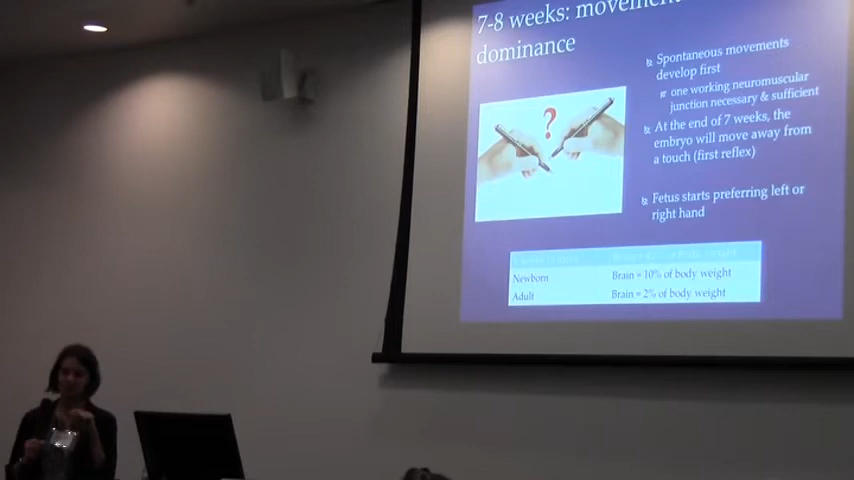 7-8 weeks: movement
dominance
Spontaneous movements
develop first
one working neuromuscular
junction necessary & sufficient
At the end of 7 weeks, the
embryo will move away from
a touch (first reflex)
Fetus starts preferring left or
right hand
?
Newborn Brain = 10% of body weight
Adult Brain = 2% of body weight